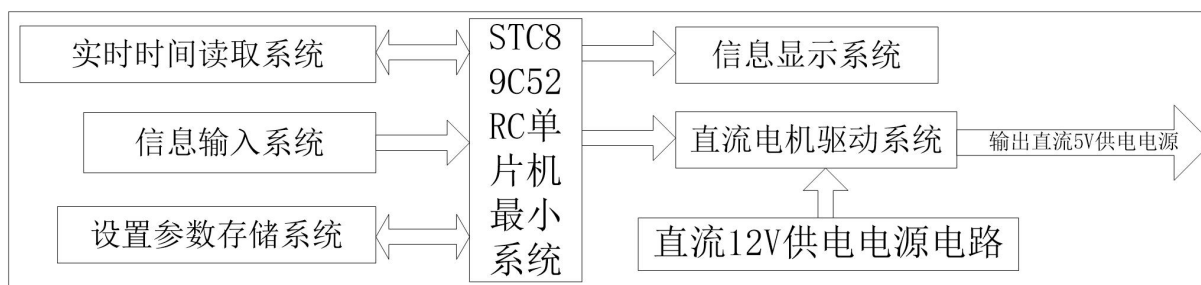 实时时间读取系统
信息输入系统
设置参数存储系统
STC8
9C52
RC单
片机
最小
系统
信息显示系统
直流电机驱动系统
输出直流5V供电电源
直流12V供电电源电路